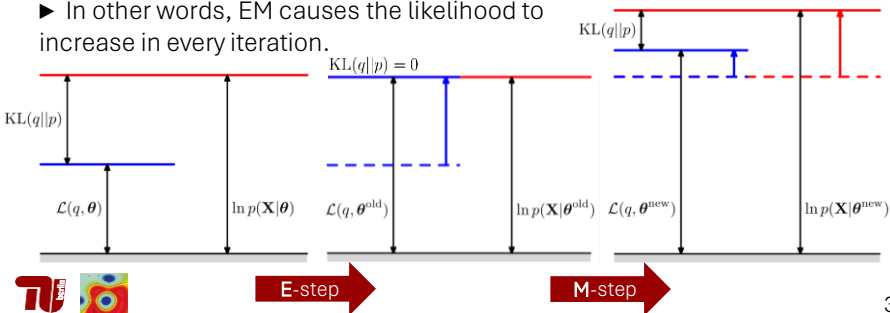 ► In other words, EM causes the likelihood to
increase in every iteration.
KL(q||p)
ℒ(q, θ)
ln p(X|θ)
KL(q||p) = 0
ℒ(q, θ^old)
ln p(X|θ^old)
KL(q||p)
ℒ(q, θ^new)
ln p(X|θ^new)
berlin
E-step
M-step